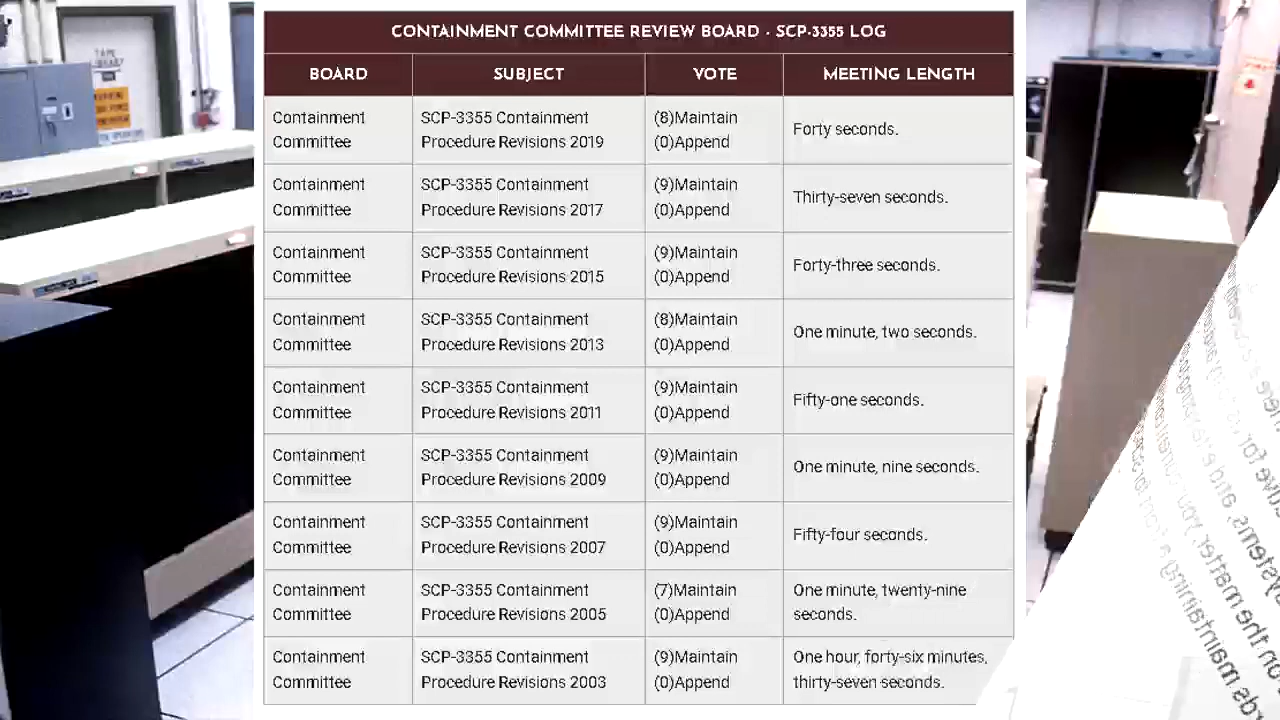 TAPE
LIBRARY
CONTAINMENT COMMITTEE REVIEW BOARD - SCP-3355 LOG
BOARD SUBJECT VOTE MEETING LENGTH
Containment Committee SCP-3355 Containment Procedure Revisions 2019 (8)Maintain (0)Append Forty seconds.
Containment Committee SCP-3355 Containment Procedure Revisions 2017 (9)Maintain (0)Append Thirty-seven seconds.
Containment Committee SCP-3355 Containment Procedure Revisions 2015 (9)Maintain (0)Append Forty-three seconds.
Containment Committee SCP-3355 Containment Procedure Revisions 2013 (8)Maintain (0)Append One minute, two seconds.
Containment Committee SCP-3355 Containment Procedure Revisions 2011 (9)Maintain (0)Append Fifty-one seconds.
Containment Committee SCP-3355 Containment Procedure Revisions 2009 (9)Maintain (0)Append One minute, nine seconds.
Containment Committee SCP-3355 Containment Procedure Revisions 2007 (9)Maintain (0)Append Fifty-four seconds.
Containment Committee SCP-3355 Containment Procedure Revisions 2005 (7)Maintain (0)Append One minute, twenty-nine seconds.
Containment Committee SCP-3355 Containment Procedure Revisions 2003 (9)Maintain (0)Append One hour, forty-six minutes, thirty-seven seconds.